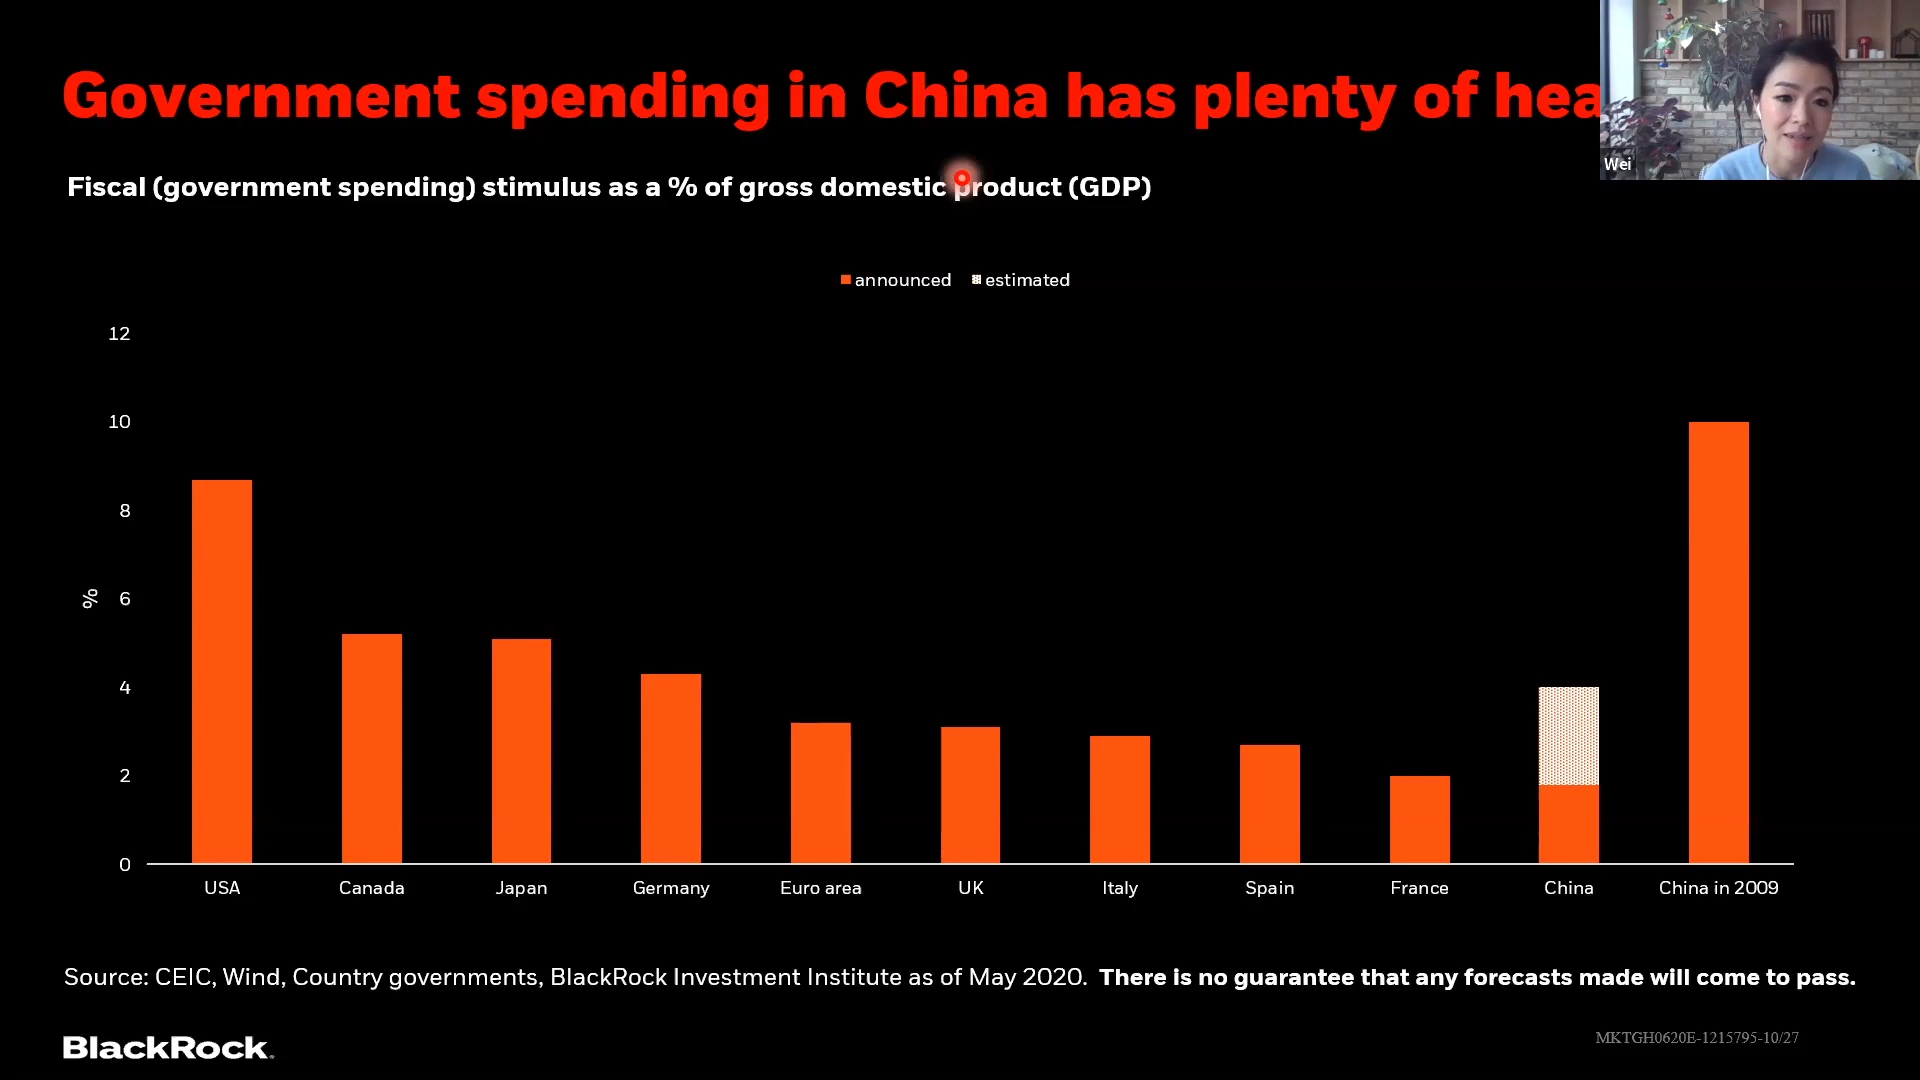 Government spending in China has plenty of hea
Wei
Fiscal (government spending) stimulus as a % of gross domestic product (GDP)
announced estimated
12
10
8
6
4
2
0
%
USA Canada Japan Germany Euro area UK Italy Spain France China China in 2009
Source: CEIC, Wind, Country governments, BlackRock Investment Institute as of May 2020. There is no guarantee that any forecasts made will come to pass.
BlackRock.
MKTGH0620E-1215795-10/27